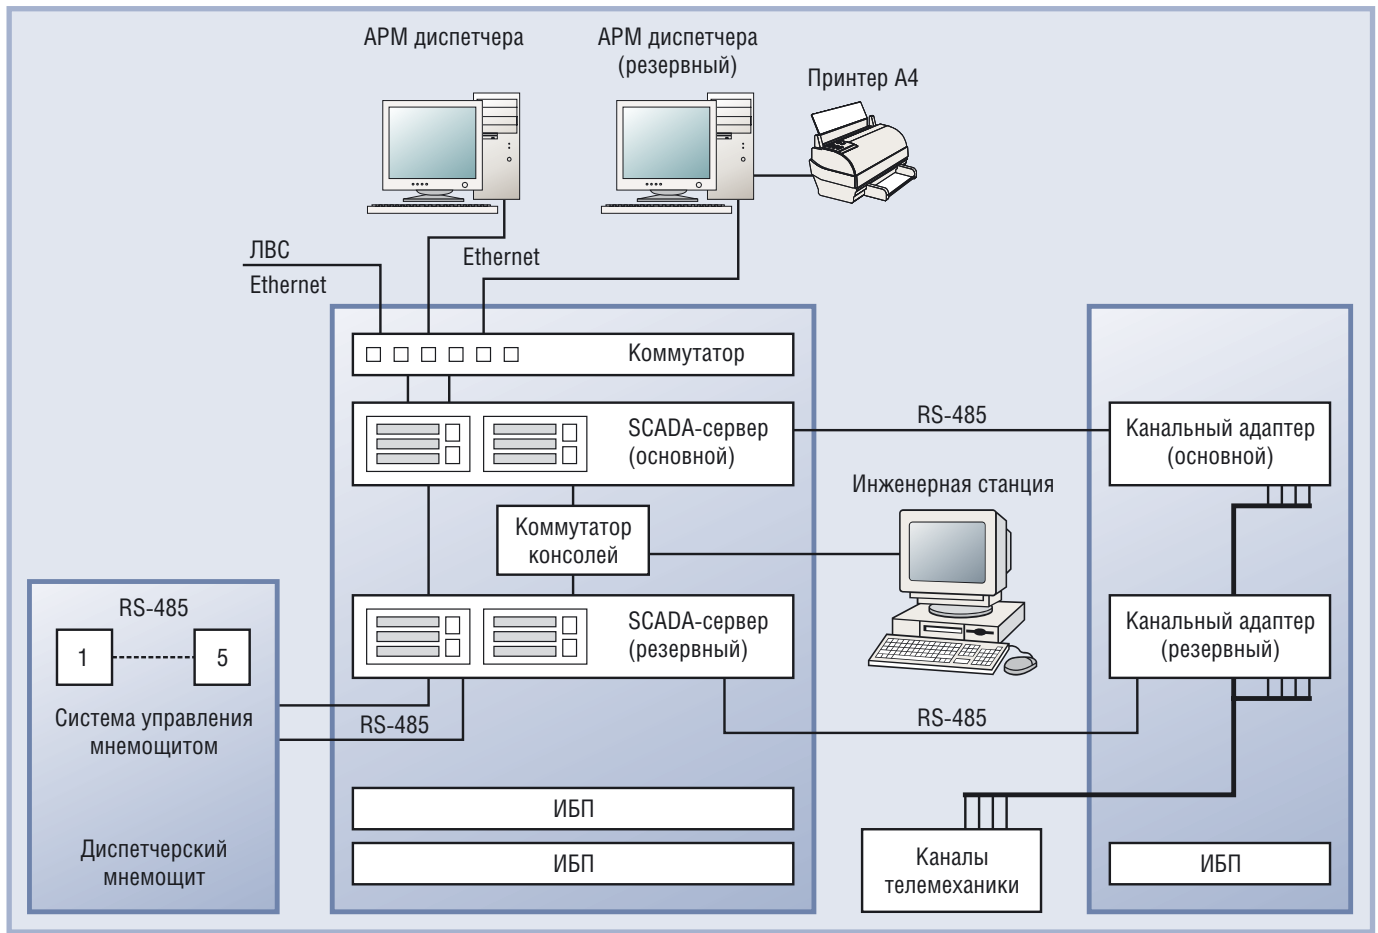 АРМ диспетчера
АРМ диспетчера
(резервный)
Принтер А4
ЛВС
Ethernet
Ethernet
Коммутатор
SCADA-сервер
(основной)
RS-485
Канальный адаптер
(основной)
Инженерная станция
Коммутатор
консолей
RS-485
1
5
Система управления
мнемощитом
Диспетчерский
мнемощит
SCADA-сервер
(резервный)
RS-485
RS-485
Канальный адаптер
(резервный)
ИБП
ИБП
Каналы
телемеханики
ИБП